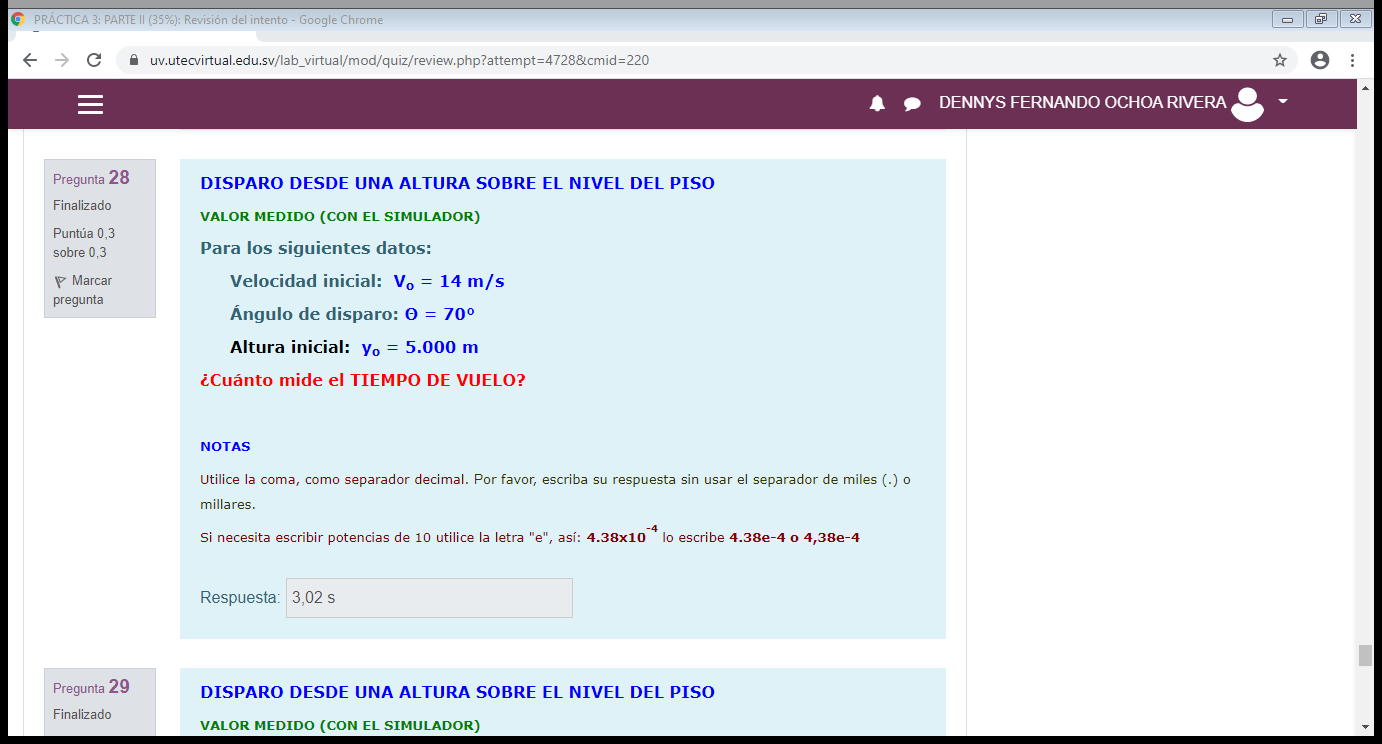 PRÁCTICA 3: PARTE II (35%): Revisión del intento - Google Chrome
uv.utecvirtual.edu.sv/lab_virtual/mod/quiz/review.php?attempt=4728&cmid=220
DENNYS FERNANDO OCHOA RIVERA
Pregunta 28
Finalizado
Puntúa 0,3
sobre 0,3
Marcar
pregunta
DISPARO DESDE UNA ALTURA SOBRE EL NIVEL DEL PISO
VALOR MEDIDO (CON EL SIMULADOR)
Para los siguientes datos:
Velocidad inicial: Vo = 14 m/s
Ángulo de disparo: Θ = 70º
Altura inicial: yo = 5.000 m
¿Cuánto mide el TIEMPO DE VUELO?
NOTAS
Utilice la coma, como separador decimal. Por favor, escriba su respuesta sin usar el separador de miles (.) o
millares.
Si necesita escribir potencias de 10 utilice la letra "e", así: 4.38x10-4 lo escribe 4.38e-4 o 4,38e-4
Respuesta: 3,02 s
Pregunta 29
Finalizado
DISPARO DESDE UNA ALTURA SOBRE EL NIVEL DEL PISO
VALOR MEDIDO (CON EL SIMULADOR)